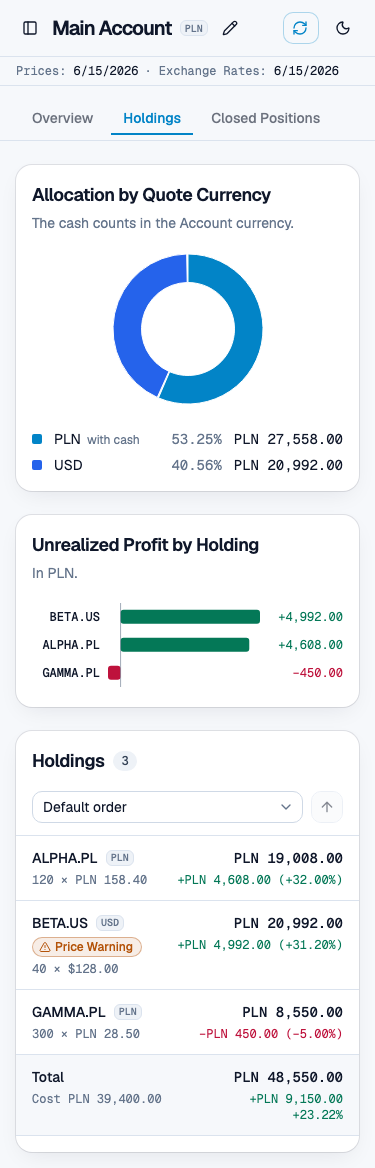 Main Account PLN
Prices: 6/15/2026 · Exchange Rates: 6/15/2026
Overview Holdings Closed Positions
Allocation by Quote Currency
The cash counts in the Account currency.
PLN with cash 53.25% PLN 27,558.00
USD 40.56% PLN 20,992.00
Unrealized Profit by Holding
In PLN.
BETA.US +4,992.00
ALPHA.PL +4,608.00
GAMMA.PL −450.00
Holdings 3
Default order
ALPHA.PL PLN PLN 19,008.00
120 × PLN 158.40 +PLN 4,608.00 (+32.00%)
BETA.US USD PLN 20,992.00
Price Warning +PLN 4,992.00 (+31.20%)
40 × $128.00
GAMMA.PL PLN PLN 8,550.00
300 × PLN 28.50 −PLN 450.00 (−5.00%)
Total PLN 48,550.00
Cost PLN 39,400.00 +PLN 9,150.00
+23.22%